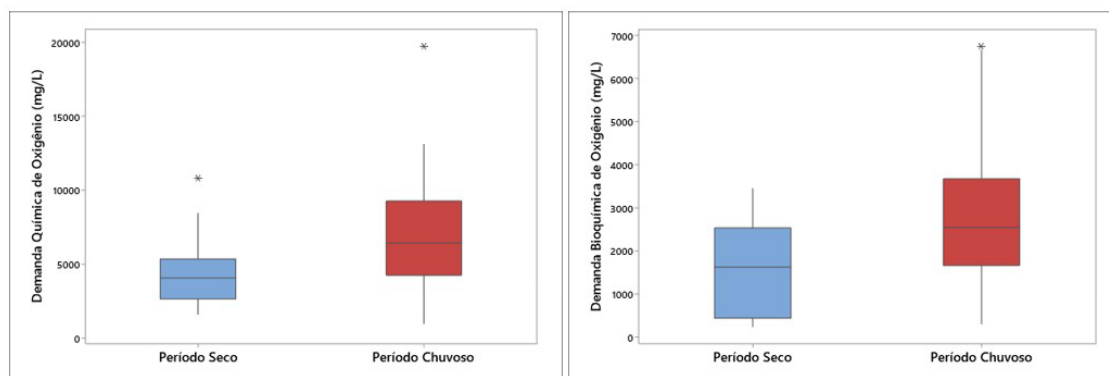 Demanda Química de Oxigênio (mg/L)
20000
15000
10000
5000
0
Período Seco
Período Chuvoso
Demanda Bioquímica de Oxigênio (mg/L)
7000
6000
5000
4000
3000
2000
1000
0
Período Seco
Período Chuvoso